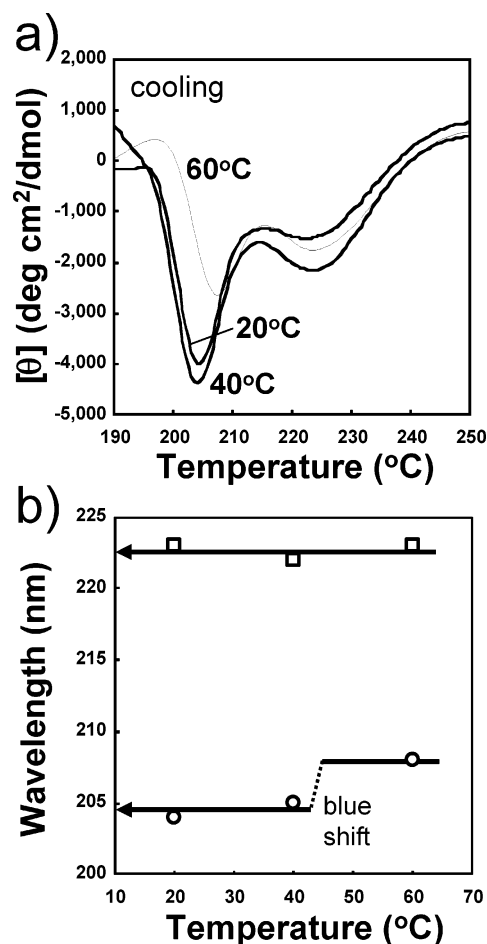 a)
2,000
cooling
1,000
0
60°C
-1,000
-2,000
-3,000
20°C
-4,000
40°C
-5,000
190 200 210 220 230 240 250
[θ] (deg cm²/dmol)
Temperature (°C)
b)
225
220
215
210
205
blue
shift
200
10 20 30 40 50 60 70
Wavelength (nm)
Temperature (°C)